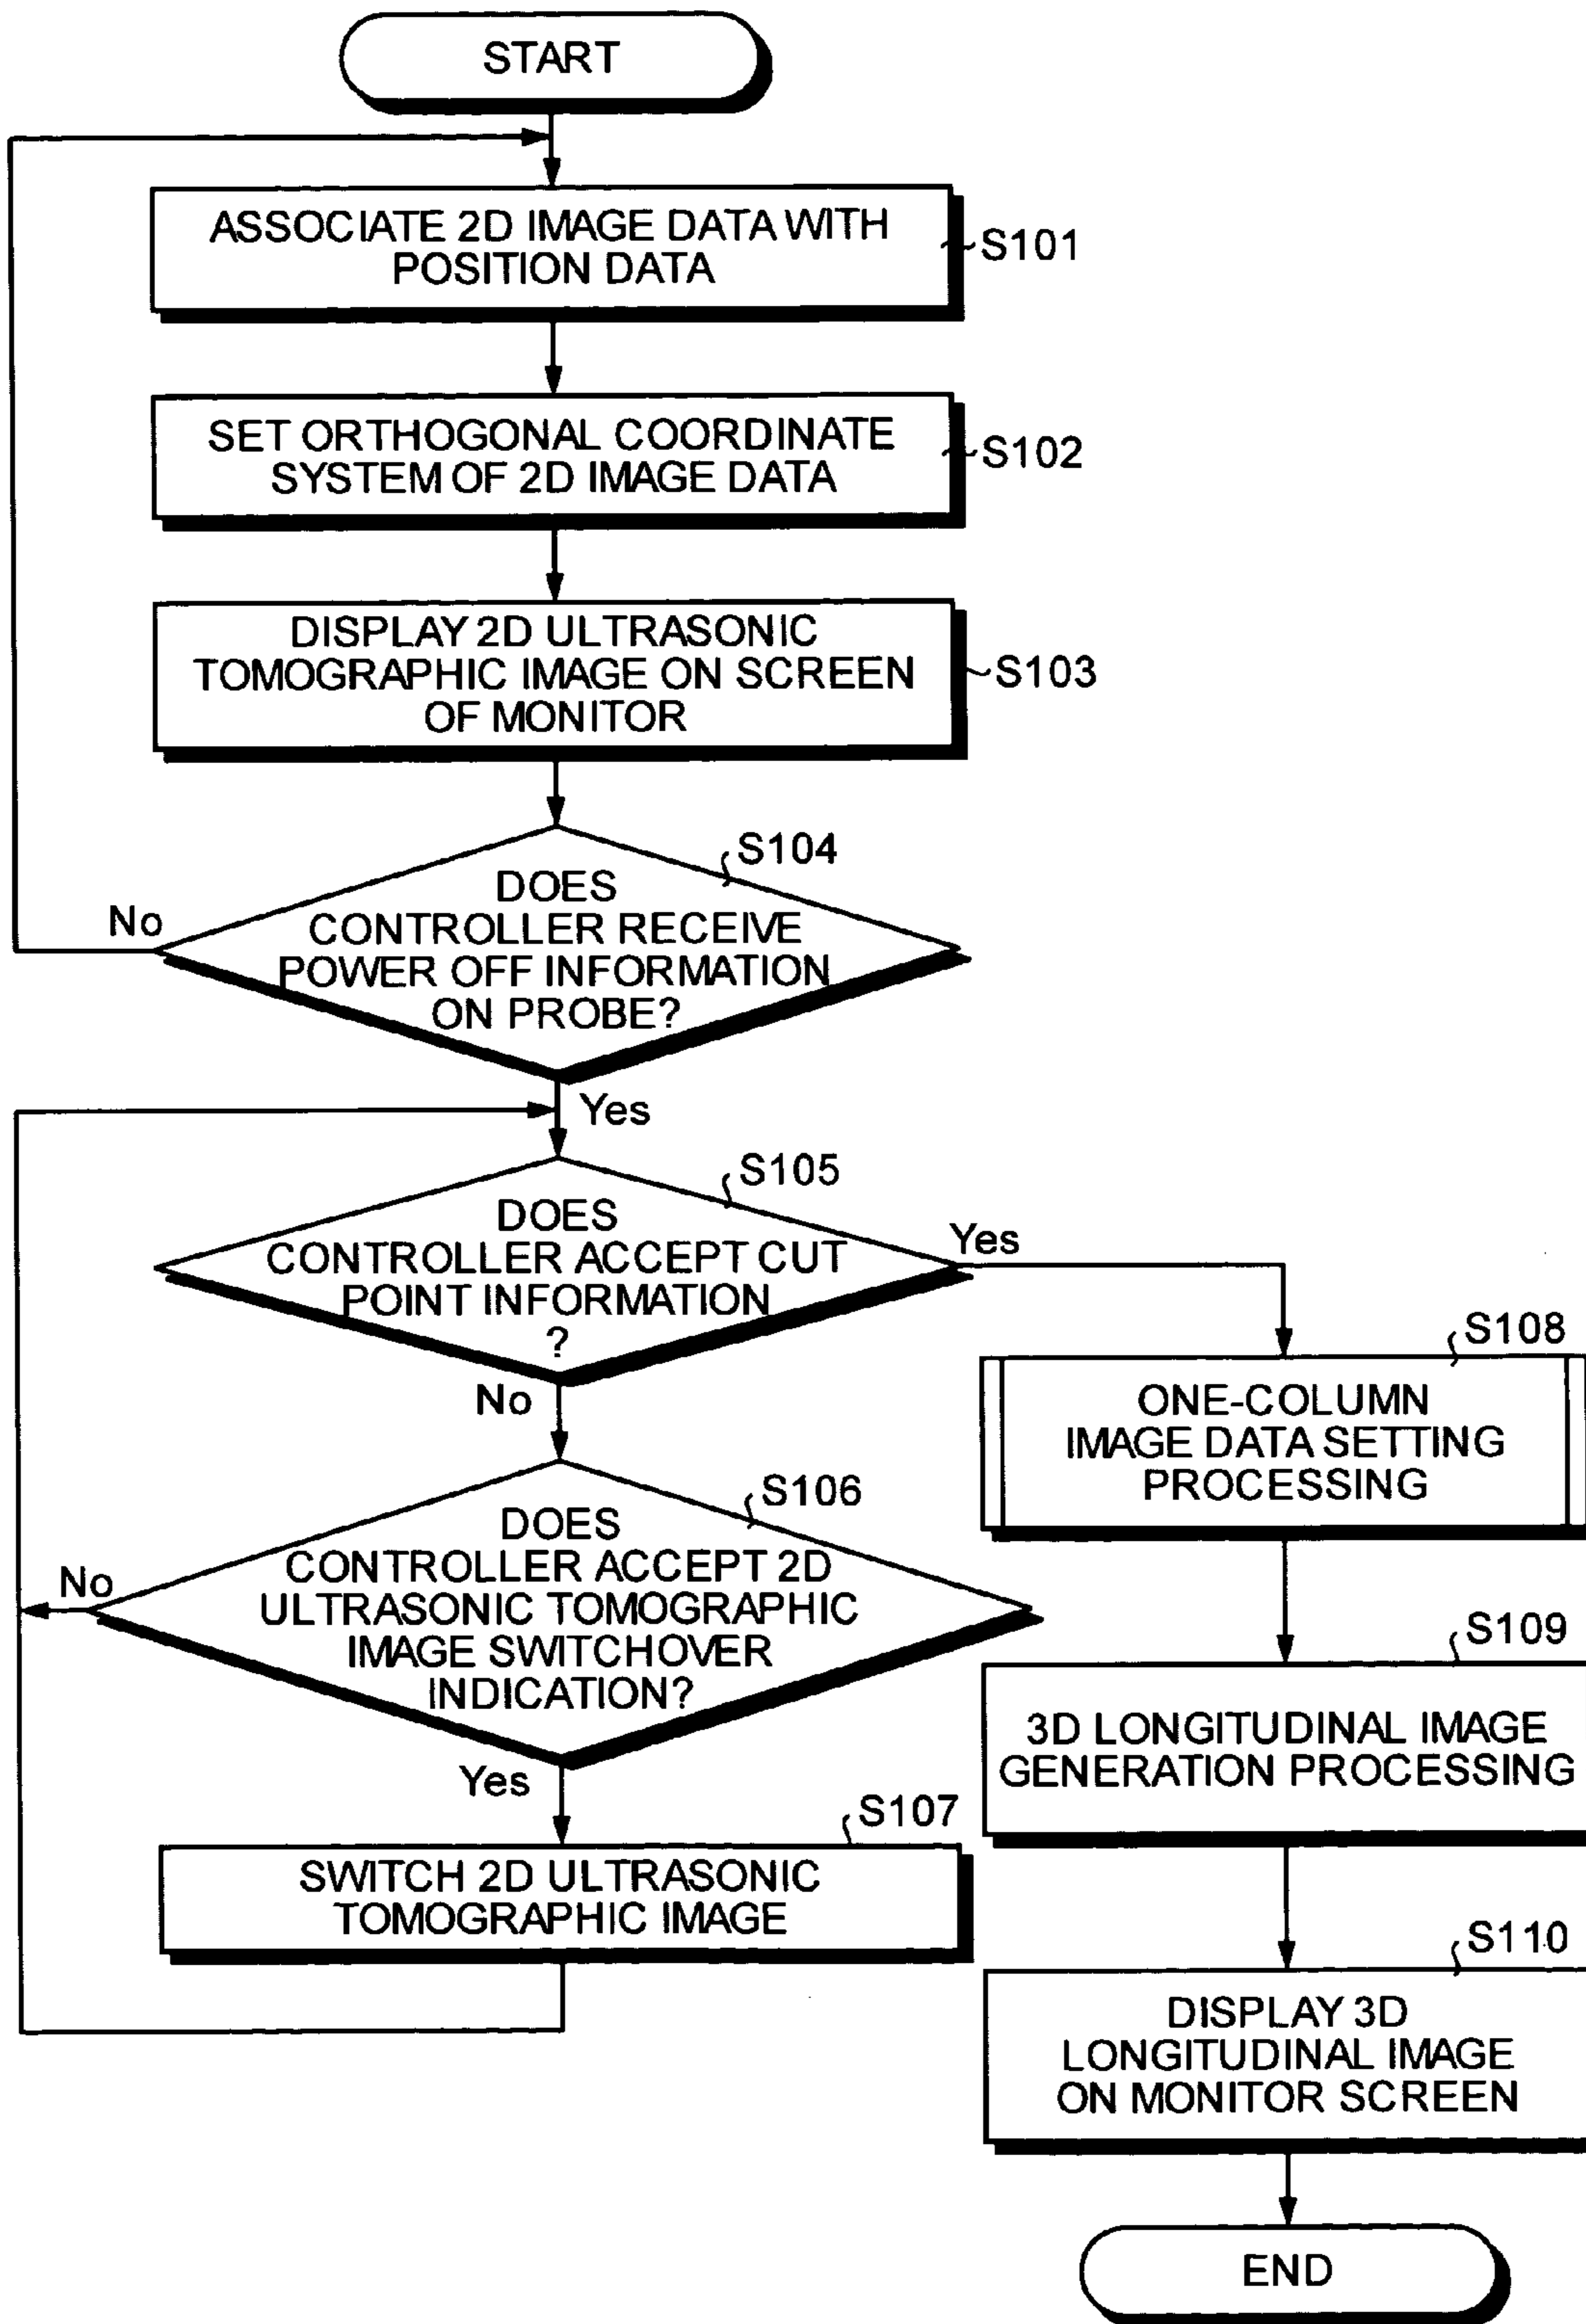 START
ASSOCIATE 2D IMAGE DATA WITH
POSITION DATA
S101
SET ORTHOGONAL COORDINATE
SYSTEM OF 2D IMAGE DATA
S102
DISPLAY 2D ULTRASONIC
TOMOGRAPHIC IMAGE ON SCREEN
OF MONITOR
S103
S104
DOES
CONTROLLER RECEIVE
POWER OFF INFORMATION
ON PROBE?
No
Yes
S105
DOES
CONTROLLER ACCEPT CUT
POINT INFORMATION
?
Yes
No
S106
DOES
CONTROLLER ACCEPT 2D
ULTRASONIC TOMOGRAPHIC
IMAGE SWITCHOVER
INDICATION?
No
Yes
S107
SWITCH 2D ULTRASONIC
TOMOGRAPHIC IMAGE
S108
ONE-COLUMN
IMAGE DATA SETTING
PROCESSING
S109
3D LONGITUDINAL IMAGE
GENERATION PROCESSING
S110
DISPLAY 3D
LONGITUDINAL IMAGE
ON MONITOR SCREEN
END